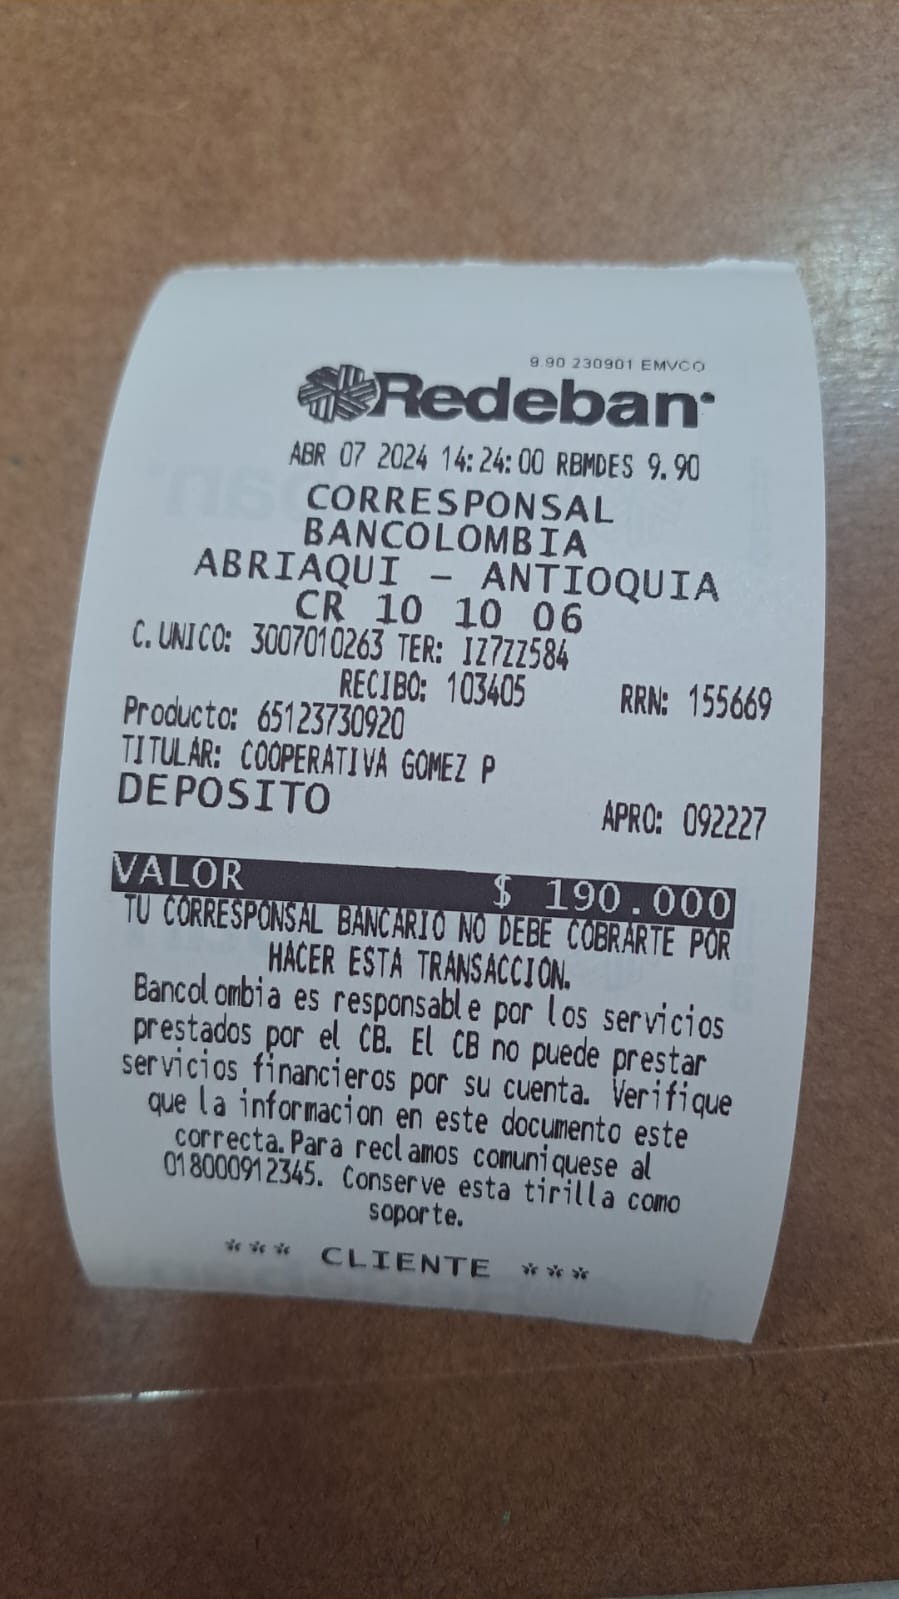 9.90 230901 EMVCO
Redeban
ABR 07 2024 14:24:00 RBMDES 9.90
CORRESPONSAL
BANCOLOMBIA
ABRIAQUI - ANTIOQUIA
CR 10 10 06
C.UNICO: 3007010263 TER: IZ7ZZ584
RECIBO: 103405 RRN: 155669
Producto: 65123730920
TITULAR: COOPERATIVA GOMEZ P
DEPOSITO APRO: 092227
VALOR $ 190.000
TU CORRESPONSAL BANCARIO NO DEBE COBRARTE POR
HACER ESTA TRANSACCION.
Bancolombia es responsable por los servicios
prestados por el CB. El CB no puede prestar
servicios financieros por su cuenta. Verifique
que la informacion en este documento este
correcta.Para reclamos comuniquese al
018000912345. Conserve esta tirilla como
soporte.
*** CLIENTE ***